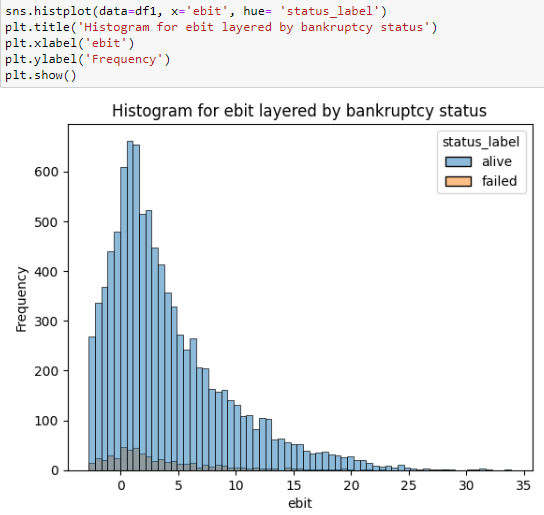 sns.histplot(data=df1, x='ebit', hue= 'status_label')
plt.title('Histogram for ebit layered by bankruptcy status')
plt.xlabel('ebit')
plt.ylabel('Frequency')
plt.show()
Histogram for ebit layered by bankruptcy status
status_label
alive
failed
Frequency
600
500
400
300
200
100
0
0 5 10 15 20 25 30 35
ebit